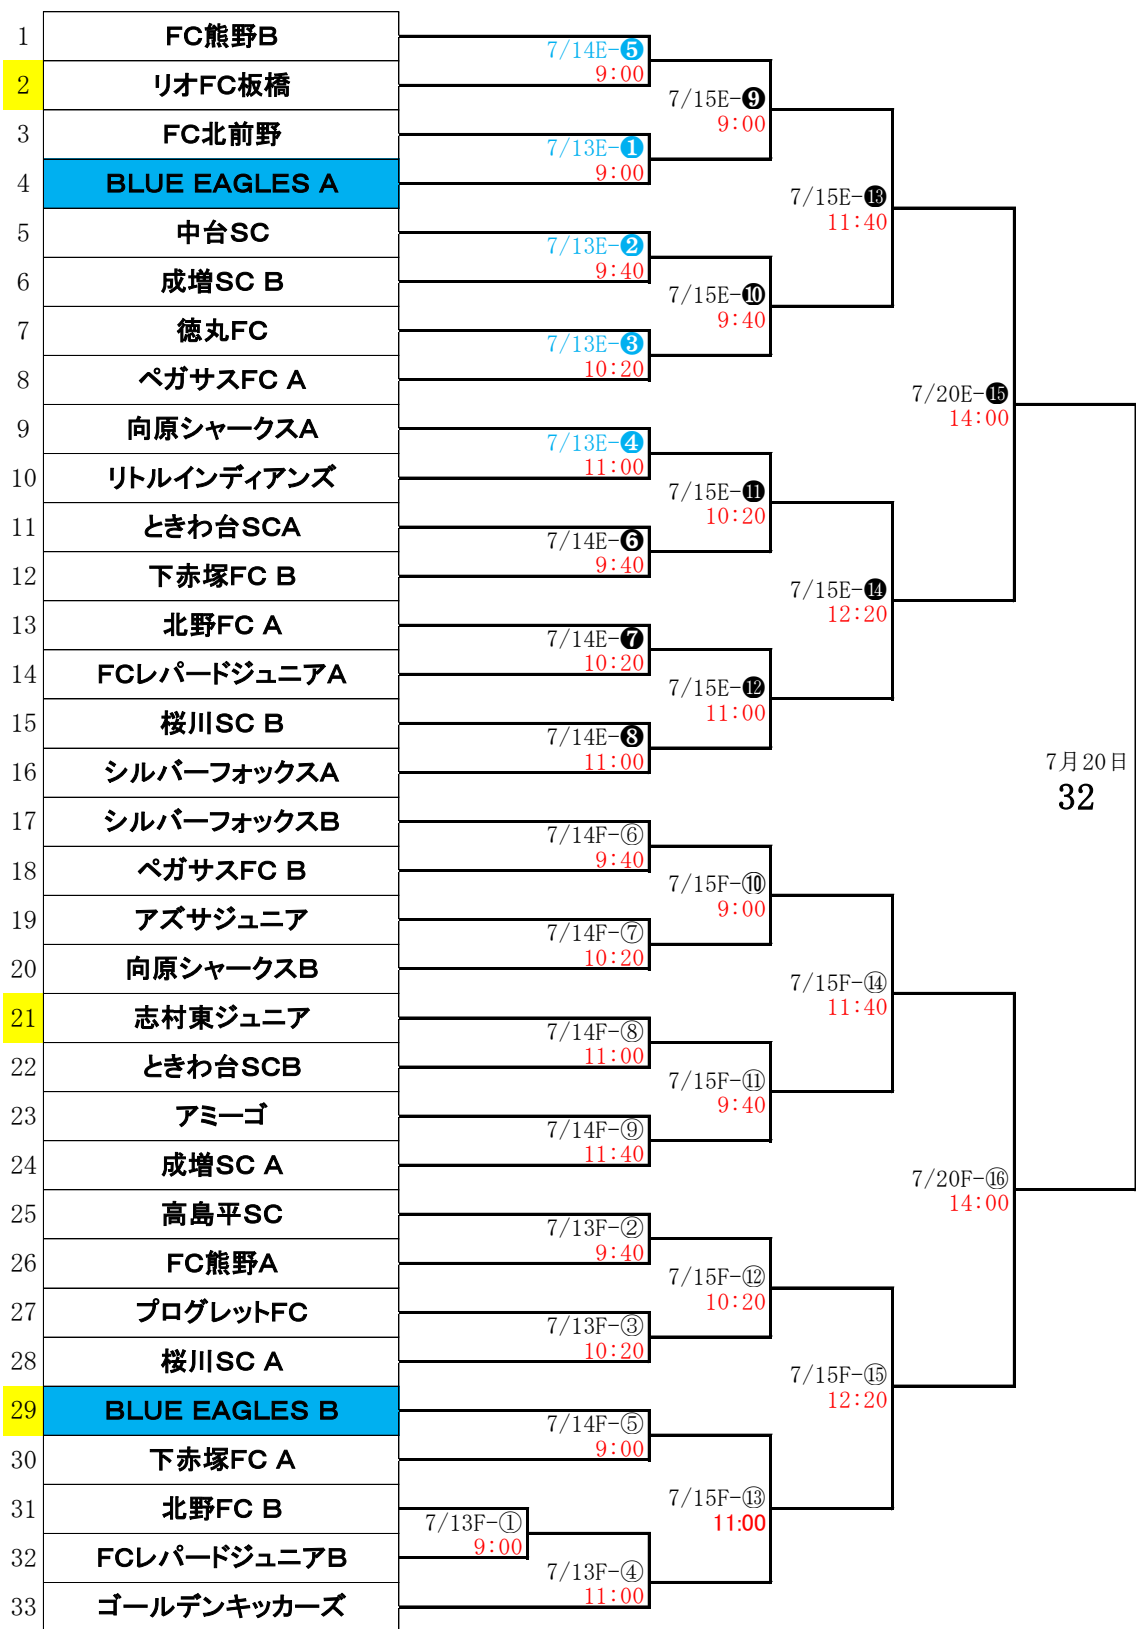 1 FC熊野B
2 リオFC板橋
7/14E-❺
9:00
3 FC北前野
4 BLUE EAGLES A
7/13E-❶
9:00
7/15E-❾
9:00
5 中台SC
6 成増SC B
7/13E-❷
9:40
7 徳丸FC
8 ペガサスFC A
7/13E-❸
10:20
7/15E-❿
9:40
7/15E-⓭
11:40
9 向原シャークスA
10 リトルインディアンズ
7/13E-❹
11:00
11 ときわ台SCA
12 下赤塚FC B
7/14E-❻
9:40
7/15E-⓫
10:20
13 北野FC A
14 FCレパードジュニアA
7/14E-❼
10:20
15 桜川SC B
16 シルバーフォックスA
7/14E-❽
11:00
7/15E-⓬
11:00
7/15E-⓮
12:20
7/20E-⓯
14:00
7月20日
32
17 シルバーフォックスB
18 ペガサスFC B
7/14F-⑥
9:40
19 アズサジュニア
20 向原シャークスB
7/14F-⑦
10:20
7/15F-⑩
9:00
21 志村東ジュニア
22 ときわ台SCB
7/14F-⑧
11:00
23 アミーゴ
24 成増SC A
7/14F-⑨
11:40
7/15F-⑪
9:40
7/15F-⑭
11:40
25 高島平SC
26 FC熊野A
7/13F-②
9:40
27 プログレットFC
28 桜川SC A
7/13F-③
10:20
7/15F-⑫
10:20
29 BLUE EAGLES B
30 下赤塚FC A
7/14F-⑤
9:00
31 北野FC B
32 FCレパードジュニアB
7/13F-①
9:00
33 ゴールデンキッカーズ
7/13F-④
11:00
7/15F-⑬
11:00
7/15F-⑮
12:20
7/20F-⑯
14:00